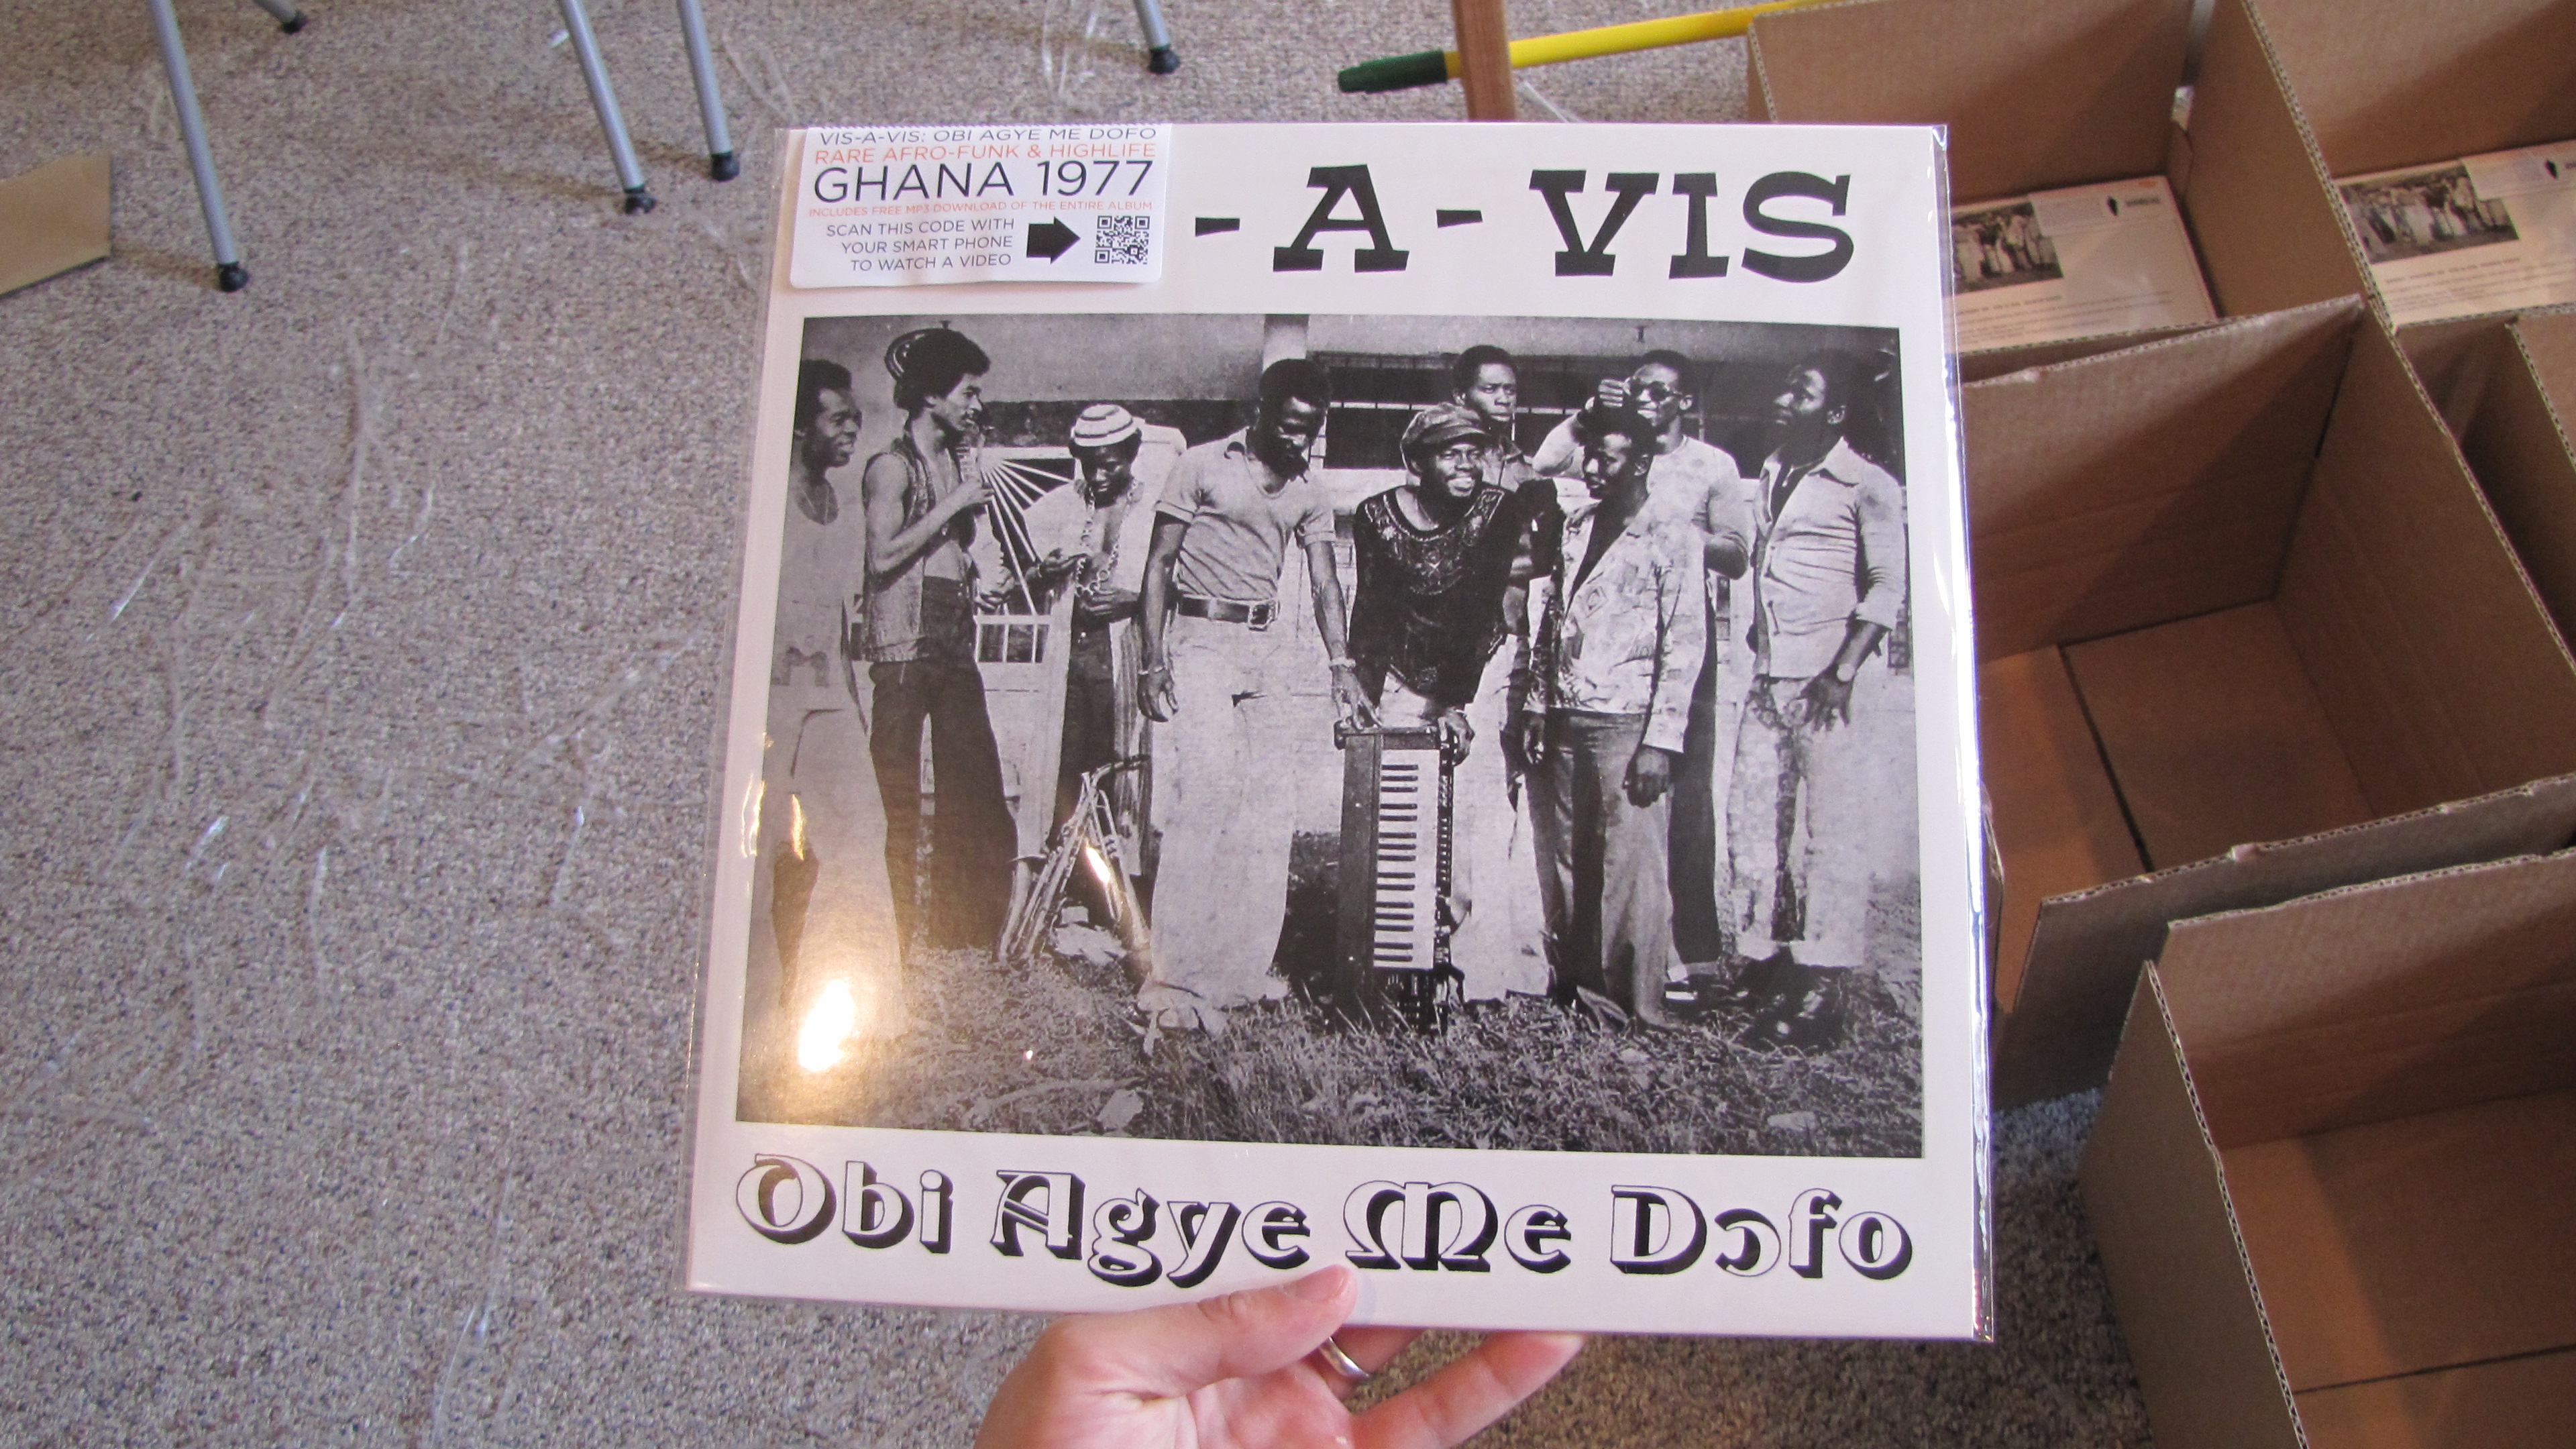 VIS-A-VIS: OBI AGYE ME DOFO
RARE AFRO-FUNK & HIGHLIFE
GHANA 1977
INCLUDES FREE MP3 DOWNLOAD OF THE ENTIRE ALBUM
SCAN THIS CODE WITH
YOUR SMART PHONE
TO WATCH A VIDEO
-A-VIS
Obi Agye Me Dɔfo